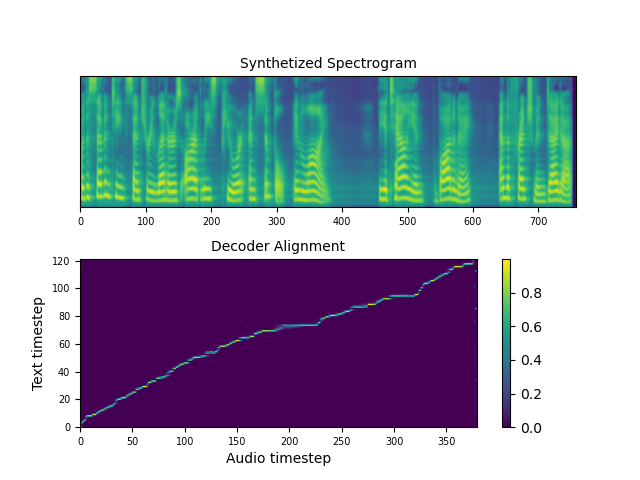 Synthetized Spectrogram
0 100 200 300 400 500 600 700
Decoder Alignment
120
100
80
60
40
20
0
Text timestep
0 50 100 150 200 250 300 350
Audio timestep
0.8
0.6
0.4
0.2
0.0